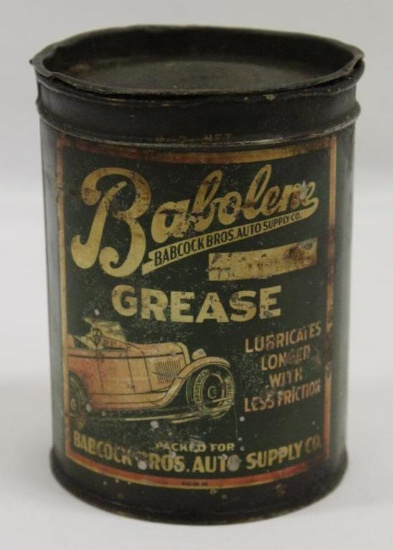 Babolene
BABCOCK BROS. AUTO SUPPLY CO.
GREASE
LUBRICATES
LONGER
WITH
LESS FRICTION
PACKED FOR
BABCOCK BROS. AUTO SUPPLY CO.